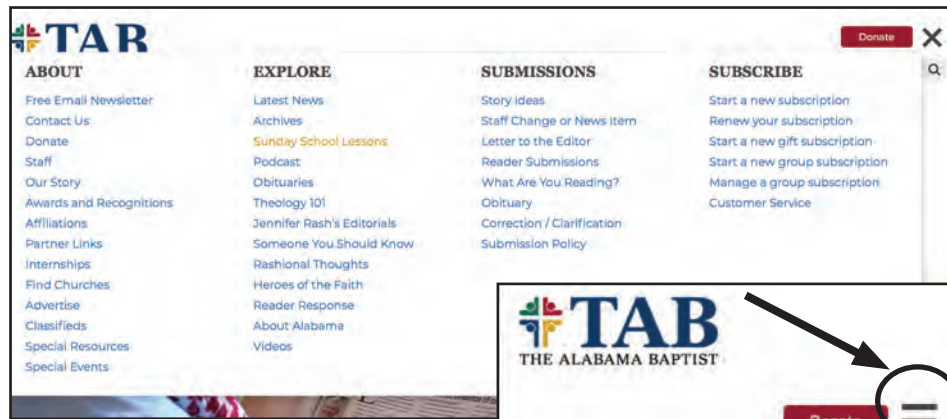 TAR
Donate
ABOUT
Free Email Newsletter
Contact Us
Donate
Staff
Our Story
Awards and Recognitions
Affiliations
Partner Links
Internships
Find Churches
Advertise
Classifieds
Special Resources
Special Events
EXPLORE
Latest News
Archives
Sunday School Lessons
Podcast
Obituaries
Theology 101
Jennifer Rash's Editorials
Someone You Should Know
Rashional Thoughts
Heroes of the Faith
Reader Response
About Alabama
Videos
SUBMISSIONS
Story Ideas
Staff Change or News Item
Letter to the Editor
Reader Submissions
What Are You Reading?
Obituary
Correction / Clarification
Submission Policy
SUBSCRIBE
Start a new subscription
Renew your subscription
Start a new gift subscription
Start a new group subscription
Manage a group subscription
Customer Service
TAB
THE ALABAMA BAPTIST
Donate